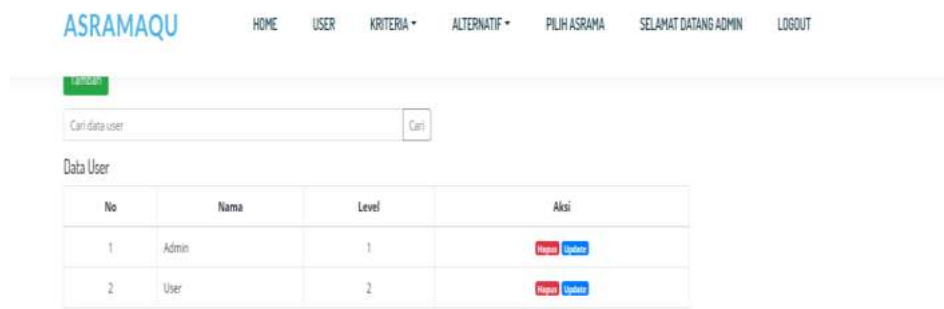 ASRAMAQU HOME USER KRITERIA ALTERNATIF PILIH ASRAMA SELAMAT DATANG ADMIN LOGOUT
Tambah
Cari data user Cari
Data User
No Nama Level Aksi
1 Admin 1 Hapus Update
2 User 2 Hapus Update